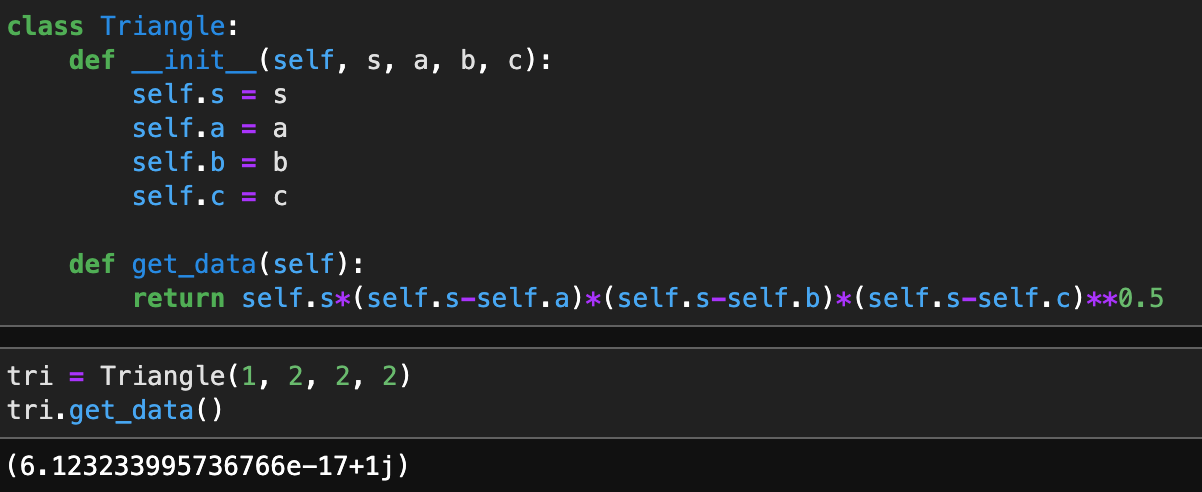 class Triangle:
    def __init__(self, s, a, b, c):
        self.s = s
        self.a = a
        self.b = b
        self.c = c
    def get_data(self):
        return self.s*(self.s-self.a)*(self.s-self.b)*(self.s-self.c)**0.5
tri = Triangle(1, 2, 2, 2)
tri.get_data()
(6.123233995736766e-17+1j)